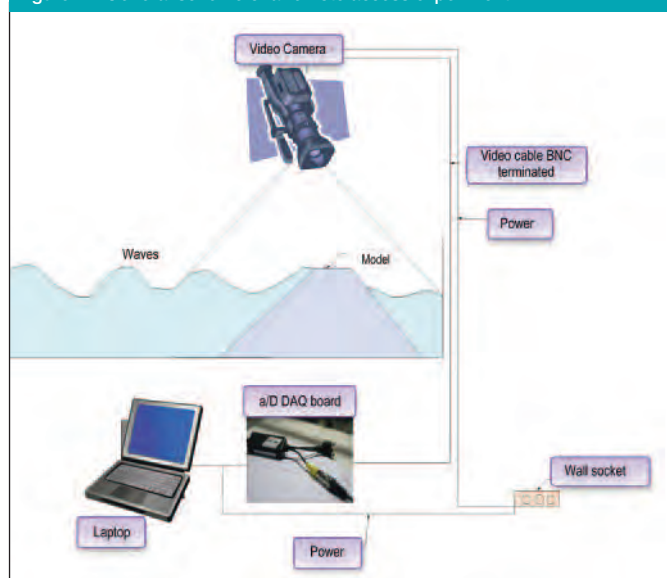 Video Camera
Video cable BNC
terminated
Power
Waves
Model
a/D DAQ board
Wall socket
Laptop
Power